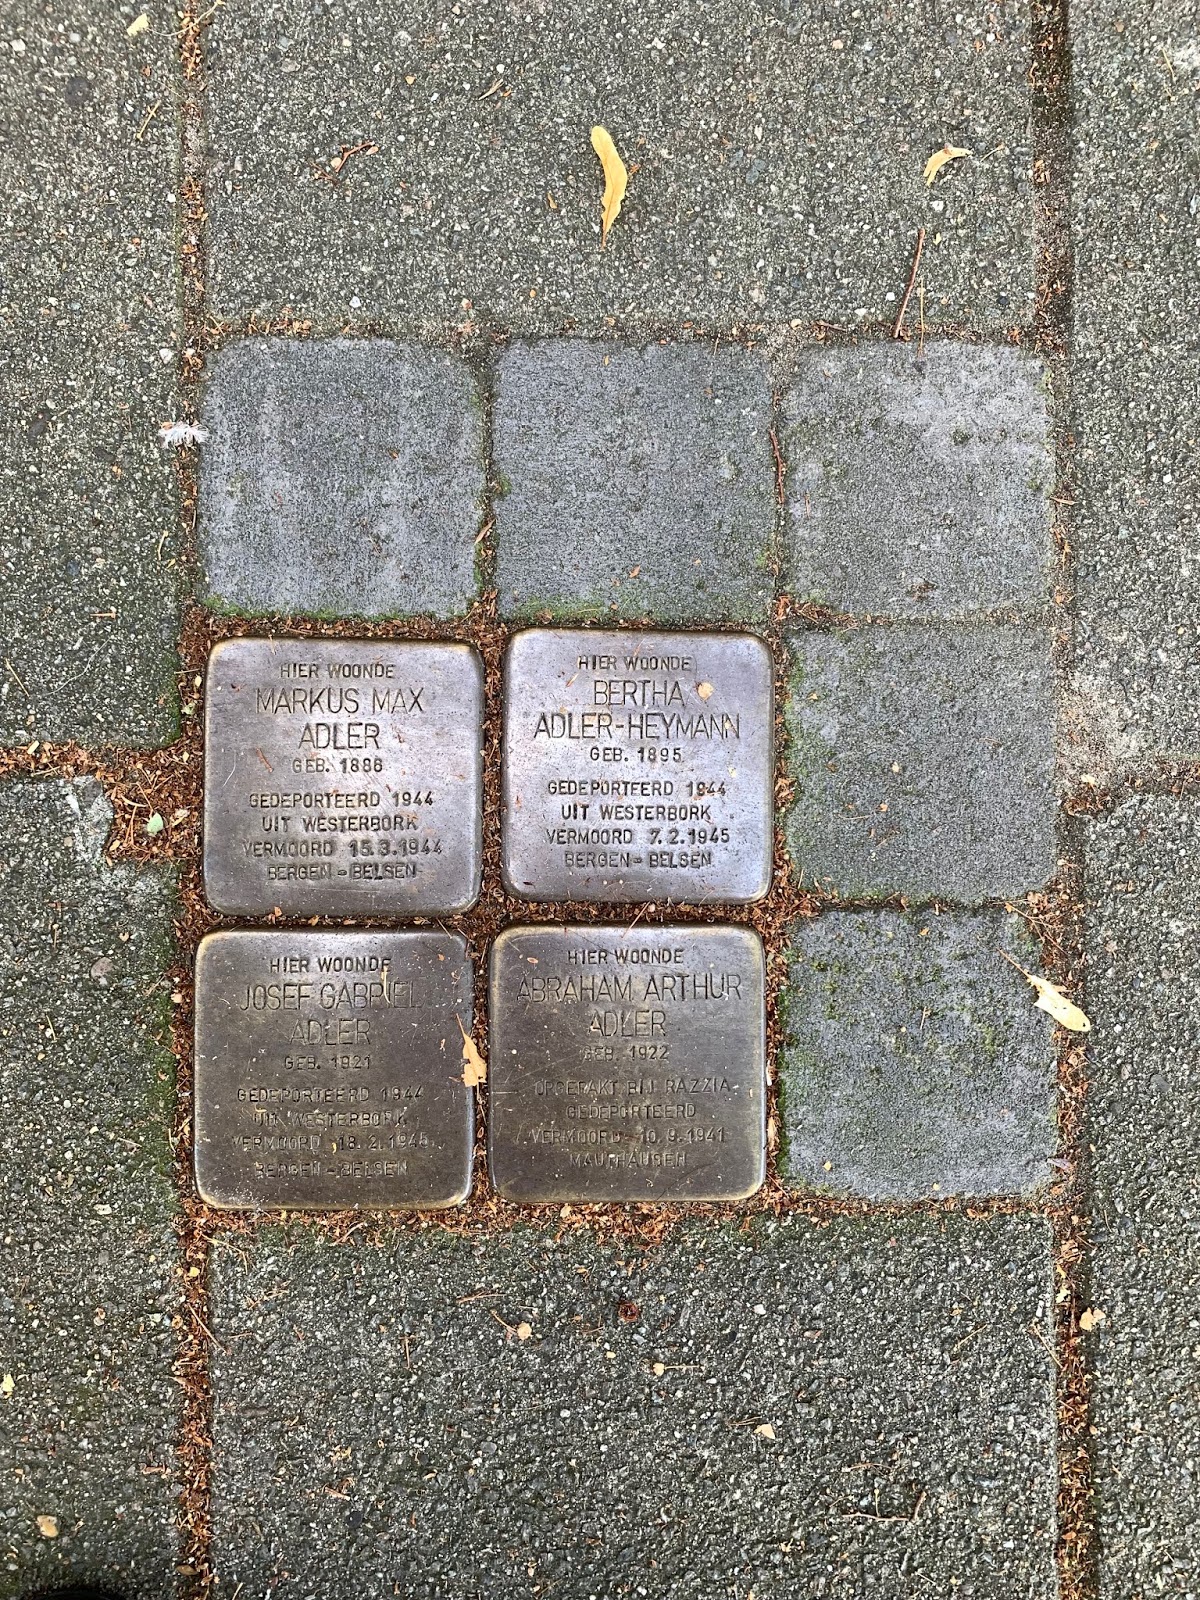 HIER WOONDE
MARKUS MAX
ADLER
GEB. 1886
GEDEPORTEERD 1944
UIT WESTERBORK
VERMOORD 15.3.1944
BERGEN-BELSEN
HIER WOONDE
BERTHA
ADLER-HEYMANN
GEB. 1895
GEDEPORTEERD 1944
UIT WESTERBORK
VERMOORD 7.2.1945
BERGEN-BELSEN
HIER WOONDE
JOSEF GABRIEL
ADLER
GEB. 1921
GEDEPORTEERD 1944
UIT WESTERBORK
VERMOORD 18.2.1945
BERGEN-BELSEN
HIER WOONDE
ABRAHAM ARTHUR
ADLER
GEB. 1922
OPGEPAKT BIJ RAZZIA
GEDEPORTEERD
VERMOORD 10.9.1941
MAUTHAUSEN